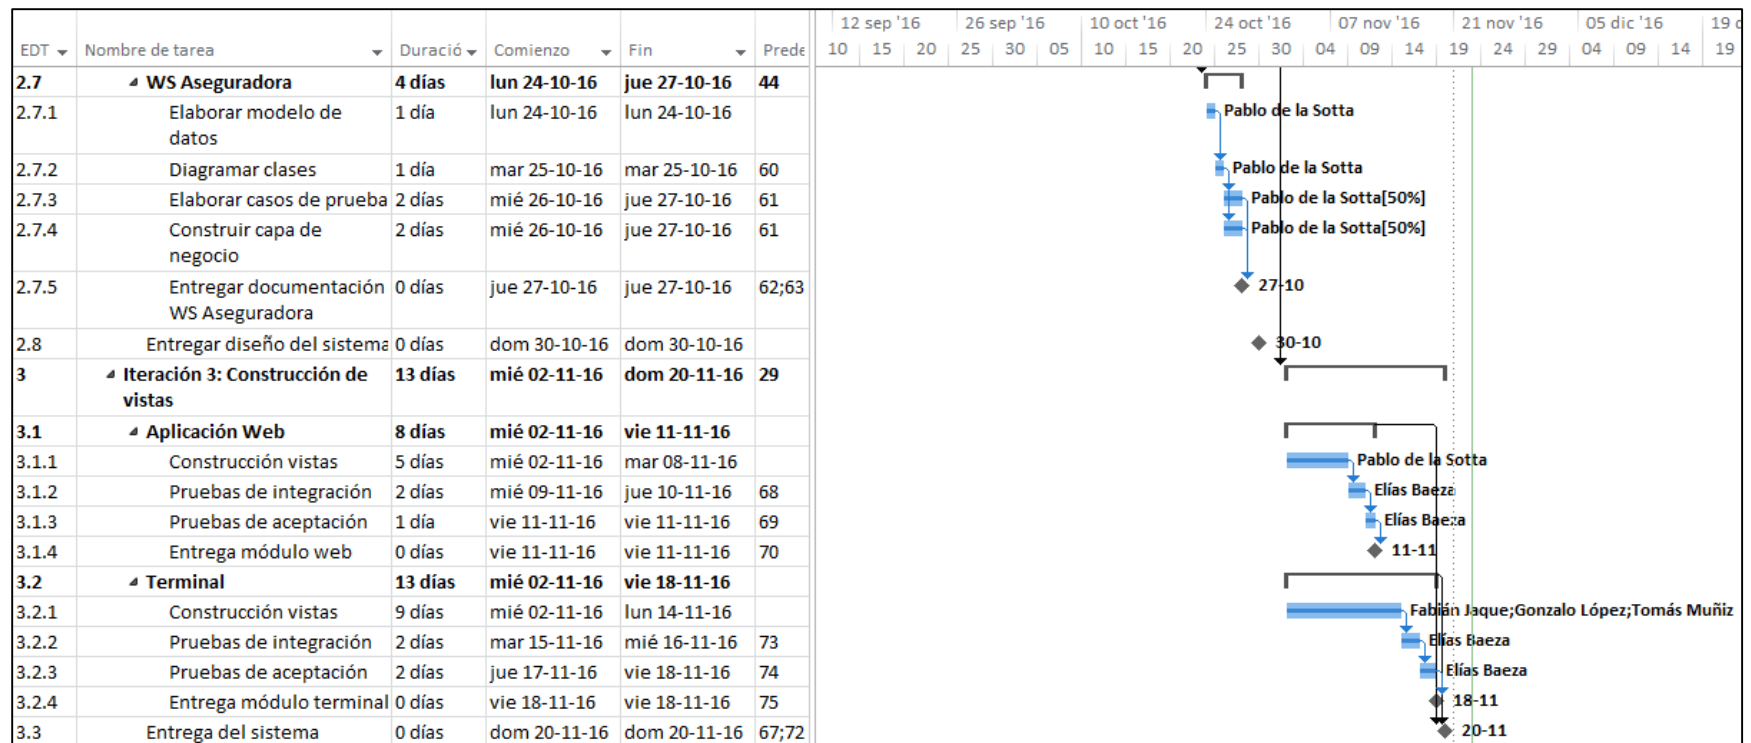 12 sep '16 26 sep '16 10 oct '16 24 oct '16 07 nov '16 21 nov '16 05 dic '16 19
EDT Nombre de tarea Duració Comienzo Fin Prede 10 15 20 25 30 05 10 15 20 25 30 04 09 14 19 24 29 04 09 14 19
2.7 WS Aseguradora 4 días lun 24-10-16 jue 27-10-16 44
2.7.1 Elaborar modelo de 1 día lun 24-10-16 lun 24-10-16 Pablo de la Sotta
datos
2.7.2 Diagramar clases 1 día mar 25-10-16 mar 25-10-16 60 Pablo de la Sotta
2.7.3 Elaborar casos de prueba 2 días mié 26-10-16 jue 27-10-16 61 Pablo de la Sotta[50%]
2.7.4 Construir capa de 2 días mié 26-10-16 jue 27-10-16 61 Pablo de la Sotta[50%]
negocio
2.7.5 Entregar documentación 0 días jue 27-10-16 jue 27-10-16 62;63 27-10
WS Aseguradora
2.8 Entregar diseño del sistema 0 días dom 30-10-16 dom 30-10-16 30-10
3 Iteración 3: Construcción de 13 días mié 02-11-16 dom 20-11-16 29
vistas
3.1 Aplicación Web 8 días mié 02-11-16 vie 11-11-16
3.1.1 Construcción vistas 5 días mié 02-11-16 mar 08-11-16 Pablo de la Sotta
3.1.2 Pruebas de integración 2 días mié 09-11-16 jue 10-11-16 68 Elías Baeza
3.1.3 Pruebas de aceptación 1 día vie 11-11-16 vie 11-11-16 69 Elías Baeza
3.1.4 Entrega módulo web 0 días vie 11-11-16 vie 11-11-16 70 11-11
3.2 Terminal 13 días mié 02-11-16 vie 18-11-16
3.2.1 Construcción vistas 9 días mié 02-11-16 lun 14-11-16 Fabián Jaque;Gonzalo López;Tomás Muñiz
3.2.2 Pruebas de integración 2 días mar 15-11-16 mié 16-11-16 73 Elías Baeza
3.2.3 Pruebas de aceptación 2 días jue 17-11-16 vie 18-11-16 74 Elías Baeza
3.2.4 Entrega módulo terminal 0 días vie 18-11-16 vie 18-11-16 75 18-11
3.3 Entrega del sistema 0 días dom 20-11-16 dom 20-11-16 67;72 20-11